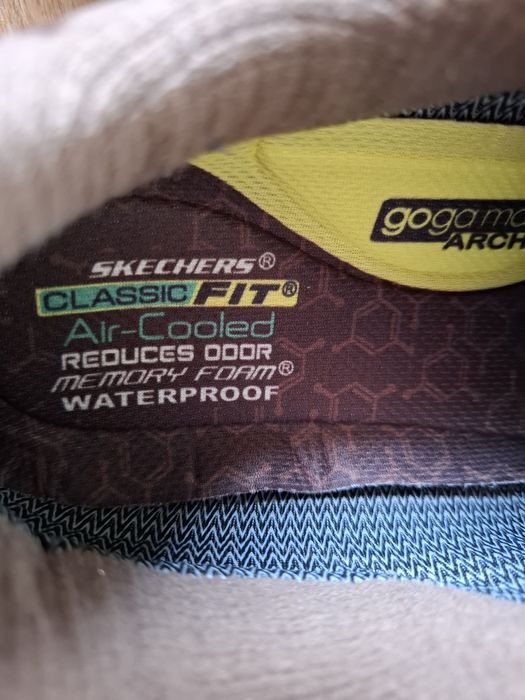 goga ma
ARCH
SKECHERS®
CLASSIC FIT®
Air-Cooled
REDUCES ODOR
MEMORY FOAM®
WATERPROOF